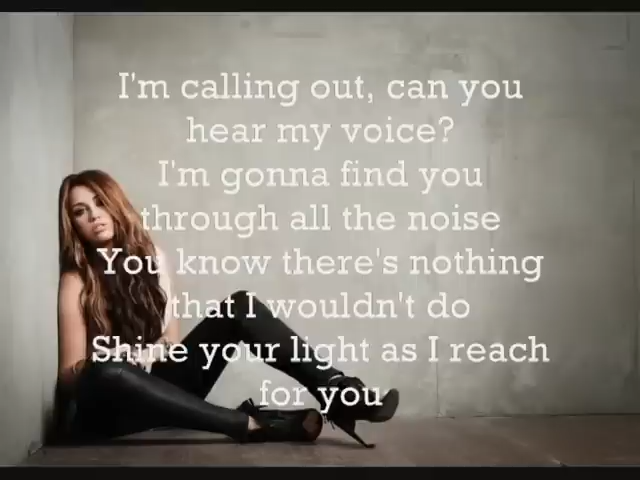 I'm calling out, can you
hear my voice?
I'm gonna find you
through all the noise
You know there's nothing
that I wouldn't do
Shine your light as I reach
for you